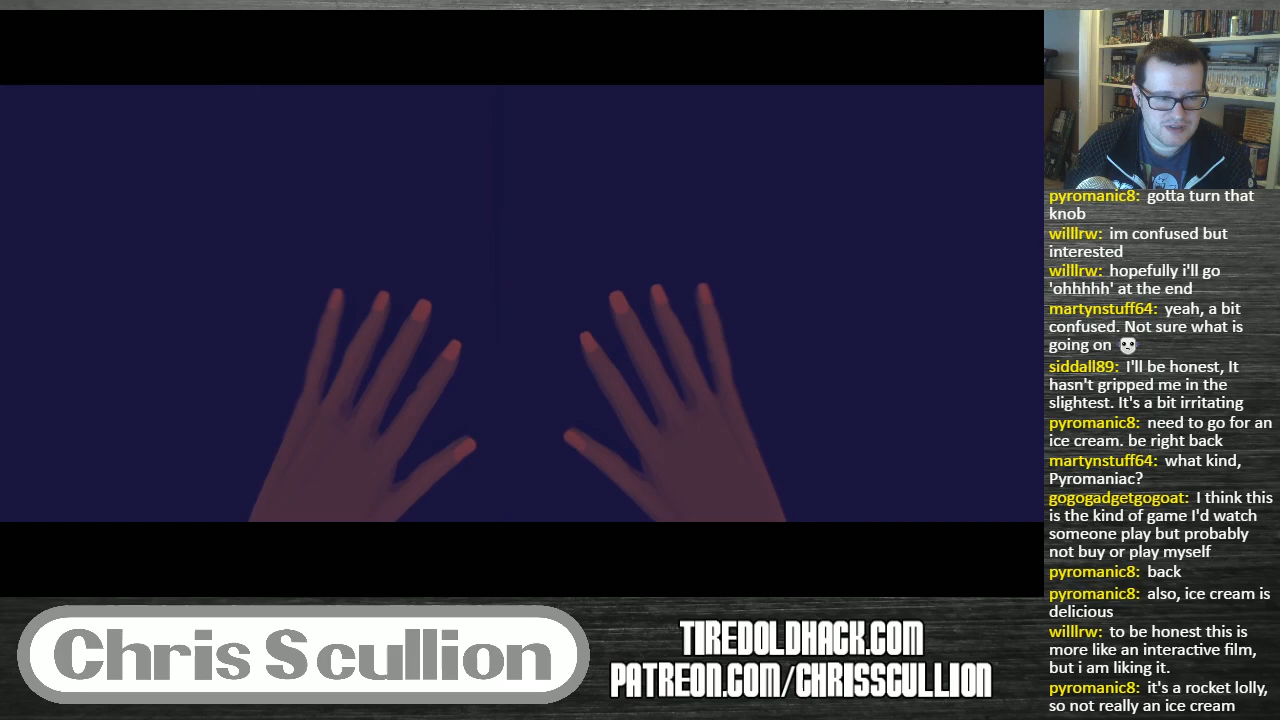 pyromanic8: gotta turn that
knob
willlrw: im confused but
interested
willlrw: hopefully i'll go
'ohhhhh' at the end
martynstuff64: yeah, a bit
confused. Not sure what is
going on
siddall89: I'll be honest, It
hasn't gripped me in the
slightest. It's a bit irritating
pyromanic8: need to go for an
ice cream. be right back
martynstuff64: what kind,
Pyromaniac?
gogogadgetgogoat: I think this
is the kind of game I'd watch
someone play but probably
not buy or play myself
pyromanic8: back
pyromanic8: also, ice cream is
delicious
willlrw: to be honest this is
more like an interactive film,
but i am liking it.
pyromanic8: it's a rocket lolly,
so not really an ice cream
Chris Scullion
TIREDOLDHACK.COM
PATREON.COM/CHRISSCULLION